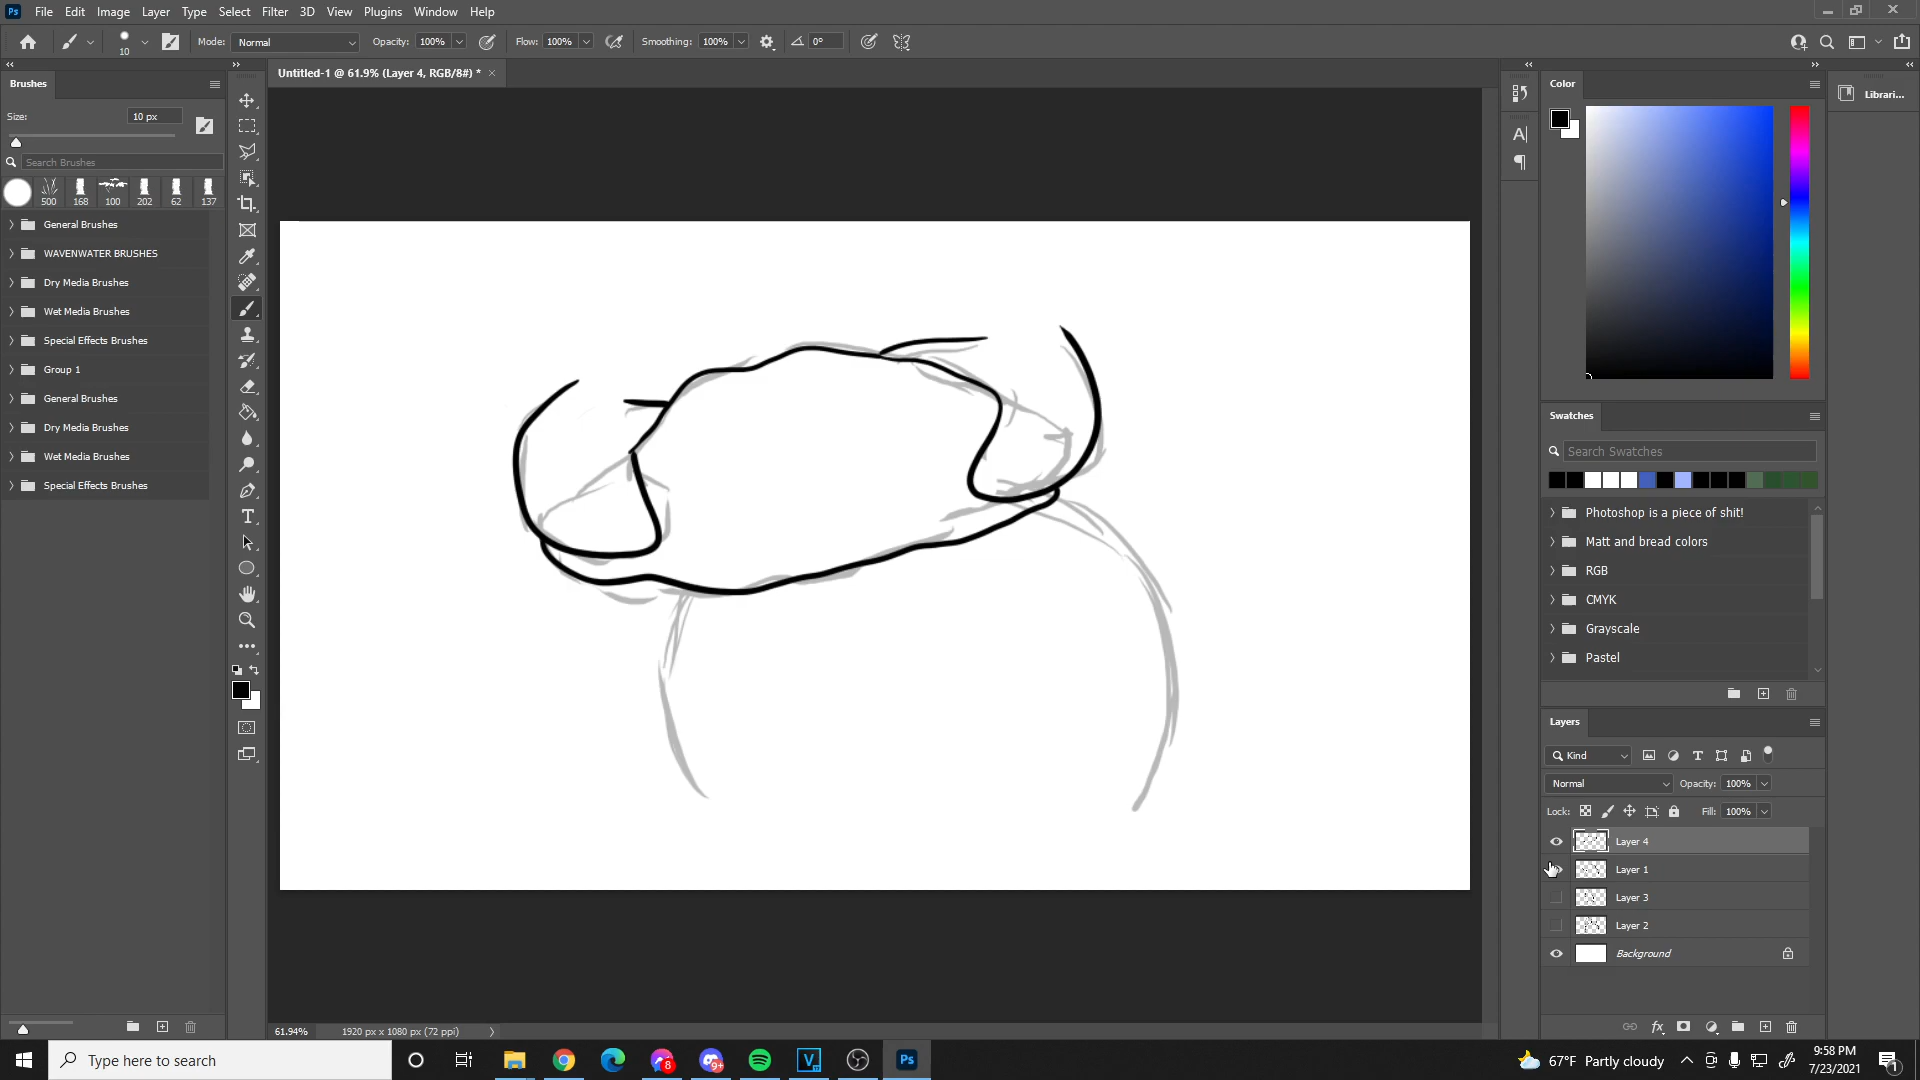 Ps File Edit Image Layer Type Select Filter 3D View Plugins Window Help
10 Mode: Normal Opacity: 100% Flow: 100% Smoothing: 100% 0°
Brushes
Untitled-1 @ 61.9% (Layer 4, RGB/8#) *
Color
Librari...
Size: 10 px
Search Brushes
500 168 100 202 62 137
General Brushes
WAVENWATER BRUSHES
Dry Media Brushes
Wet Media Brushes
Special Effects Brushes
Group 1
General Brushes
Dry Media Brushes
Wet Media Brushes
Special Effects Brushes
Swatches
Search Swatches
Photoshop is a piece of shit!
Matt and bread colors
RGB
CMYK
Grayscale
Pastel
Layers
Kind
Normal Opacity: 100%
Lock: Fill: 100%
Layer 4
Layer 1
Layer 3
Layer 2
Background
61.94% 1920 px x 1080 px (72 ppi)
Type here to search
8 9+ Ps
67°F Partly cloudy
9:58 PM
7/23/2021
1